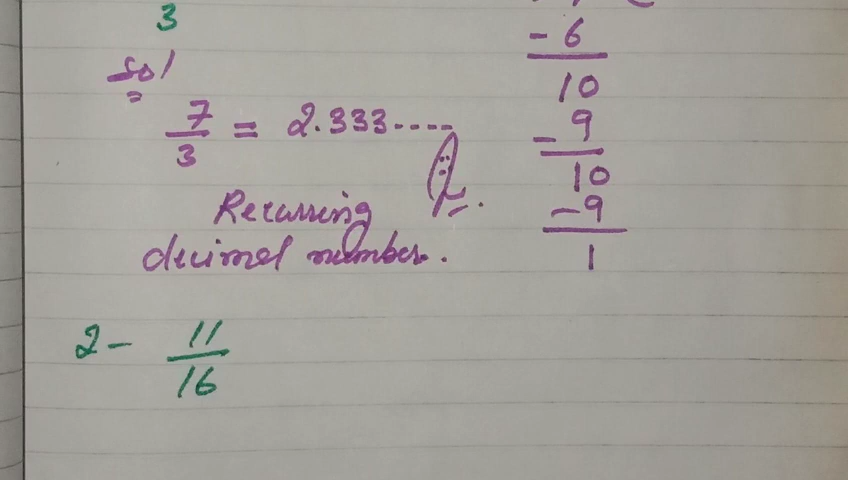 3
Sol
7/3 = 2.333----
Recurring
decimal number.
- 6
10
- 9
10
- 9
1
2- 11/16